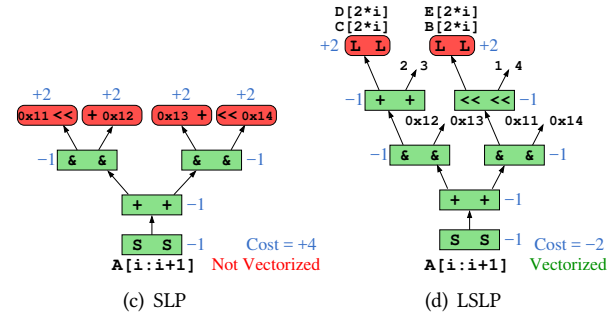 D[2*i] E[2*i]
C[2*i] B[2*i]
+2 L L L L +2
+2 +2 +2 +2
2 3 1 4
0x11 << + 0x12 0x13 + << 0x14
-1 + + << << -1
0x12 0x13 0x11 0x14
-1 & & & & -1
-1 & & & & -1
+ + -1
+ + -1
S S -1 Cost = +4
A[i:i+1] Not Vectorized
S S -1 Cost = −2
A[i:i+1] Vectorized
(c) SLP (d) LSLP